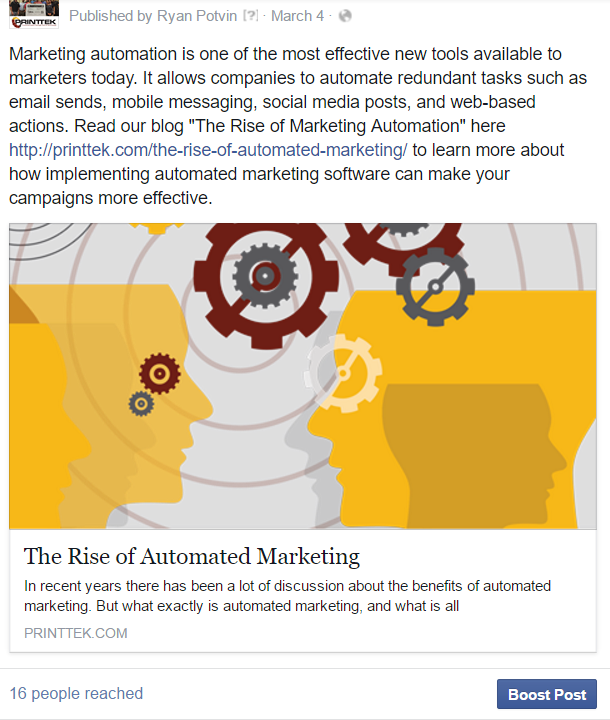 PRINTTEK
Published by Ryan Potvin [?] · March 4 ·
Marketing automation is one of the most effective new tools available to
marketers today. It allows companies to automate redundant tasks such as
email sends, mobile messaging, social media posts, and web-based
actions. Read our blog "The Rise of Marketing Automation" here
http://printtek.com/the-rise-of-automated-marketing/ to learn more about
how implementing automated marketing software can make your
campaigns more effective.
The Rise of Automated Marketing
In recent years there has been a lot of discussion about the benefits of automated
marketing. But what exactly is automated marketing, and what is all
PRINTTEK.COM
16 people reached
Boost Post